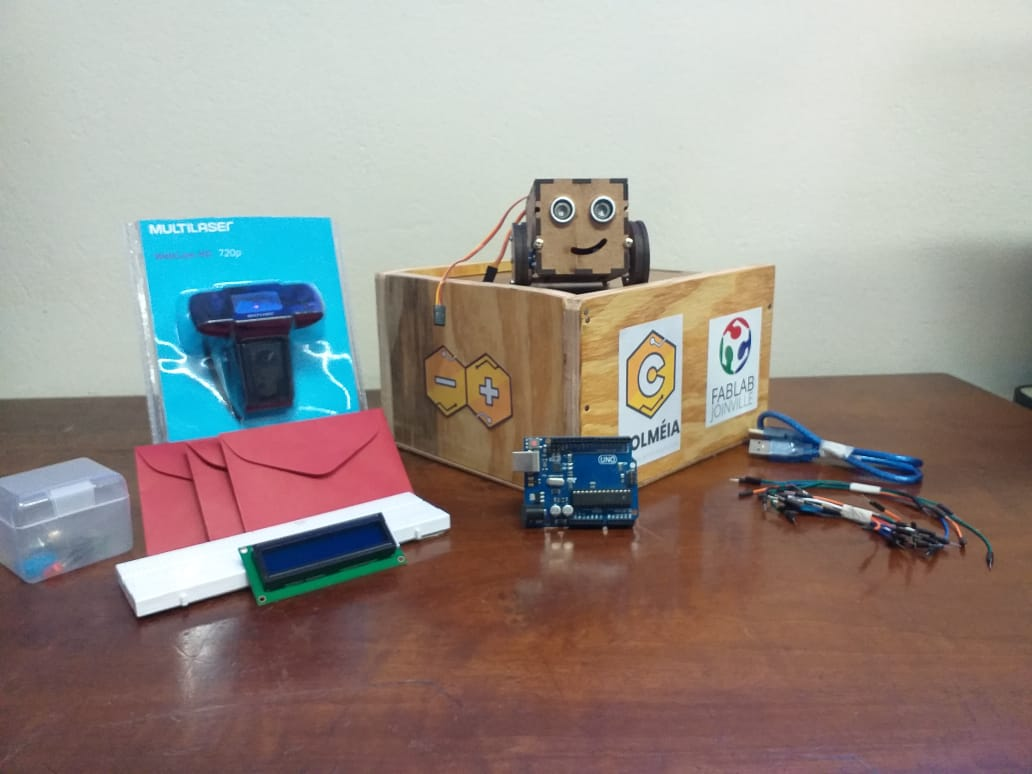 MULTILASER
720p
C
OLMÉIA
FABLAB
JOINVILLE
UNO
- +